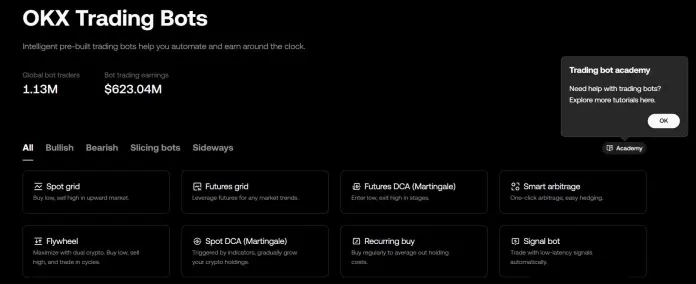 OKX Trading Bots
Intelligent pre-built trading bots help you automate and earn around the clock.
Global bot traders
Bot trading earnings
1.13M
$623.04M
Trading bot academy
Need help with trading bots?
Explore more tutorials here.
OK
All
Bullish
Bearish
Slicing bots
Sideways
Academy
Spot grid
Buy low, sell high in upward market.
Futures grid
Leverage futures for any market trends.
Futures DCA (Martingale)
Enter low, exit high in stages.
Smart arbitrage
One-click arbitrage, easy hedging.
Flywheel
Maximize with dual crypto. Buy low, sell
high, and trade in cycles.
Spot DCA (Martingale)
Triggered by indicators, gradually grow
your crypto holdings.
Recurring buy
Buy regularly to average out holding
costs.
Signal bot
Trade with low-latency signals
automatically.